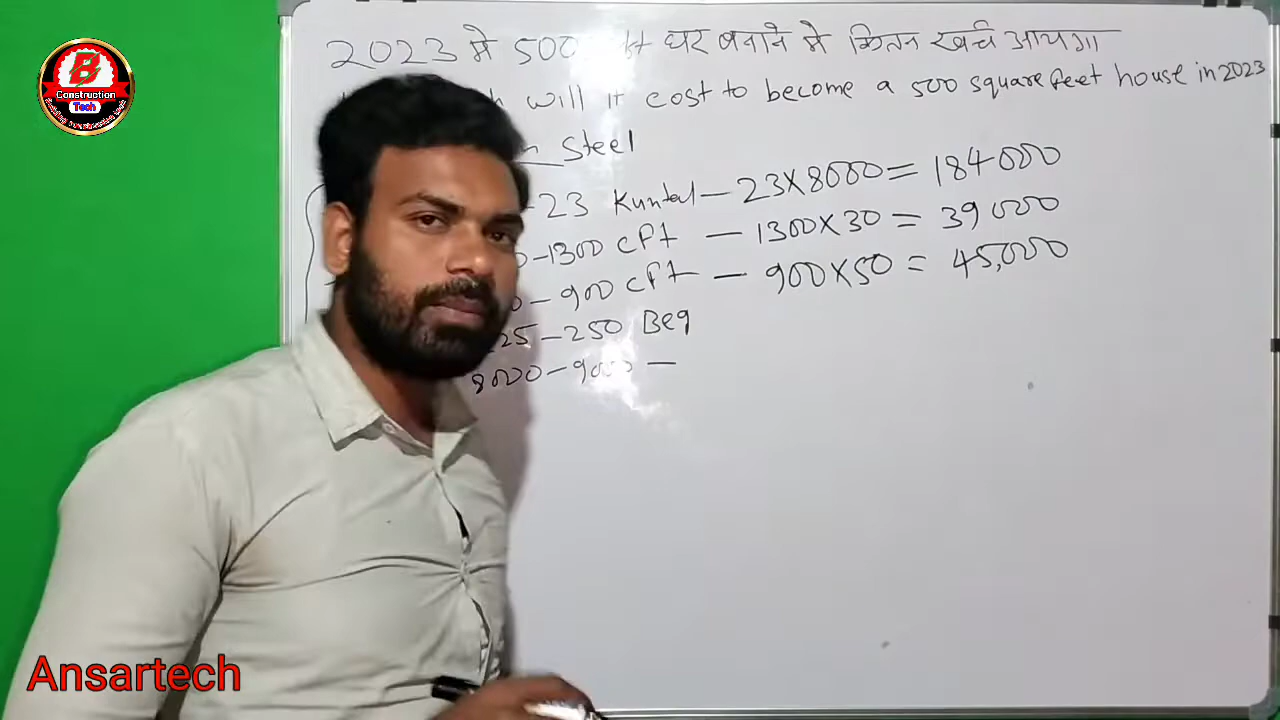 B
Construction
Tech
2023 मे 500 घर बनाने मे कितन खर्च आयगा
will it cost to become a 500 square feet house in 2023
Steel
23 Kuntal - 23X8000 = 184000
-1300 cft - 1300X30 = 39000
- 900 cft - 900X50 = 45,000
25-250 Beg
8000-9000 -
Ansartech